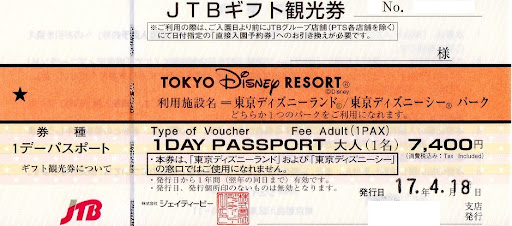 JTBギフト観光券 No.
※ご利用の際は、ご入園日より前にJTBグループ店舗(PTS各店舗を除く)
にて日付指定の「直接入園予約券」へのお引き換えが必要です。
様
★ TOKYO Disney RESORT®
©Disney
利用施設名＝東京ディズニーランド®/東京ディズニーシー® パーク
どちらか1つのパークをご利用になれます。
券種 Type of Voucher Fee Adult(1PAX)
1デーパスポート 1DAY PASSPORT 大人(1名) 7,400円
(消費税込み:Tax Included)
ギフト観光券について
・本券は、「東京ディズニーランド」および「東京ディズニーシー」
の窓口ではご使用になれません。
・発行日から1年間(翌年の同日まで)有効です。
・発行日、発行個所印のないものは無効となります。
発行日 17.4.18 日
JTB 株式会社 ジェイティービー
支店
発行